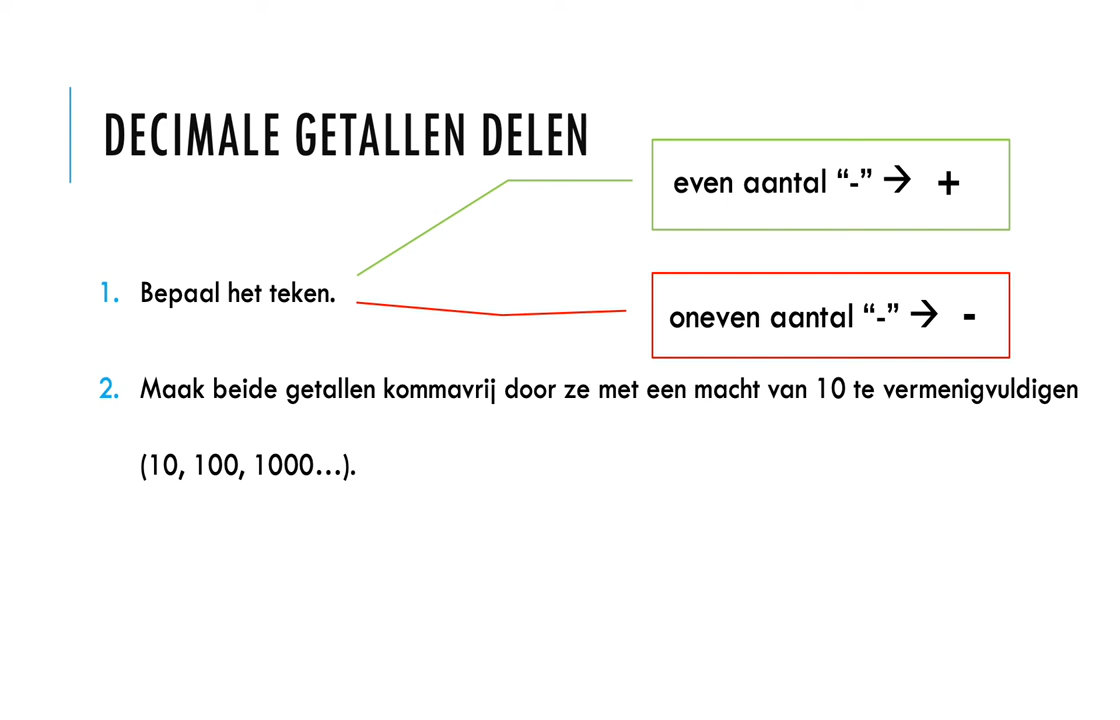 DECIMALE GETALLEN DELEN
even aantal “-” → +
1. Bepaal het teken.
oneven aantal “-” → -
2. Maak beide getallen kommavrij door ze met een macht van 10 te vermenigvuldigen
(10, 100, 1000…).